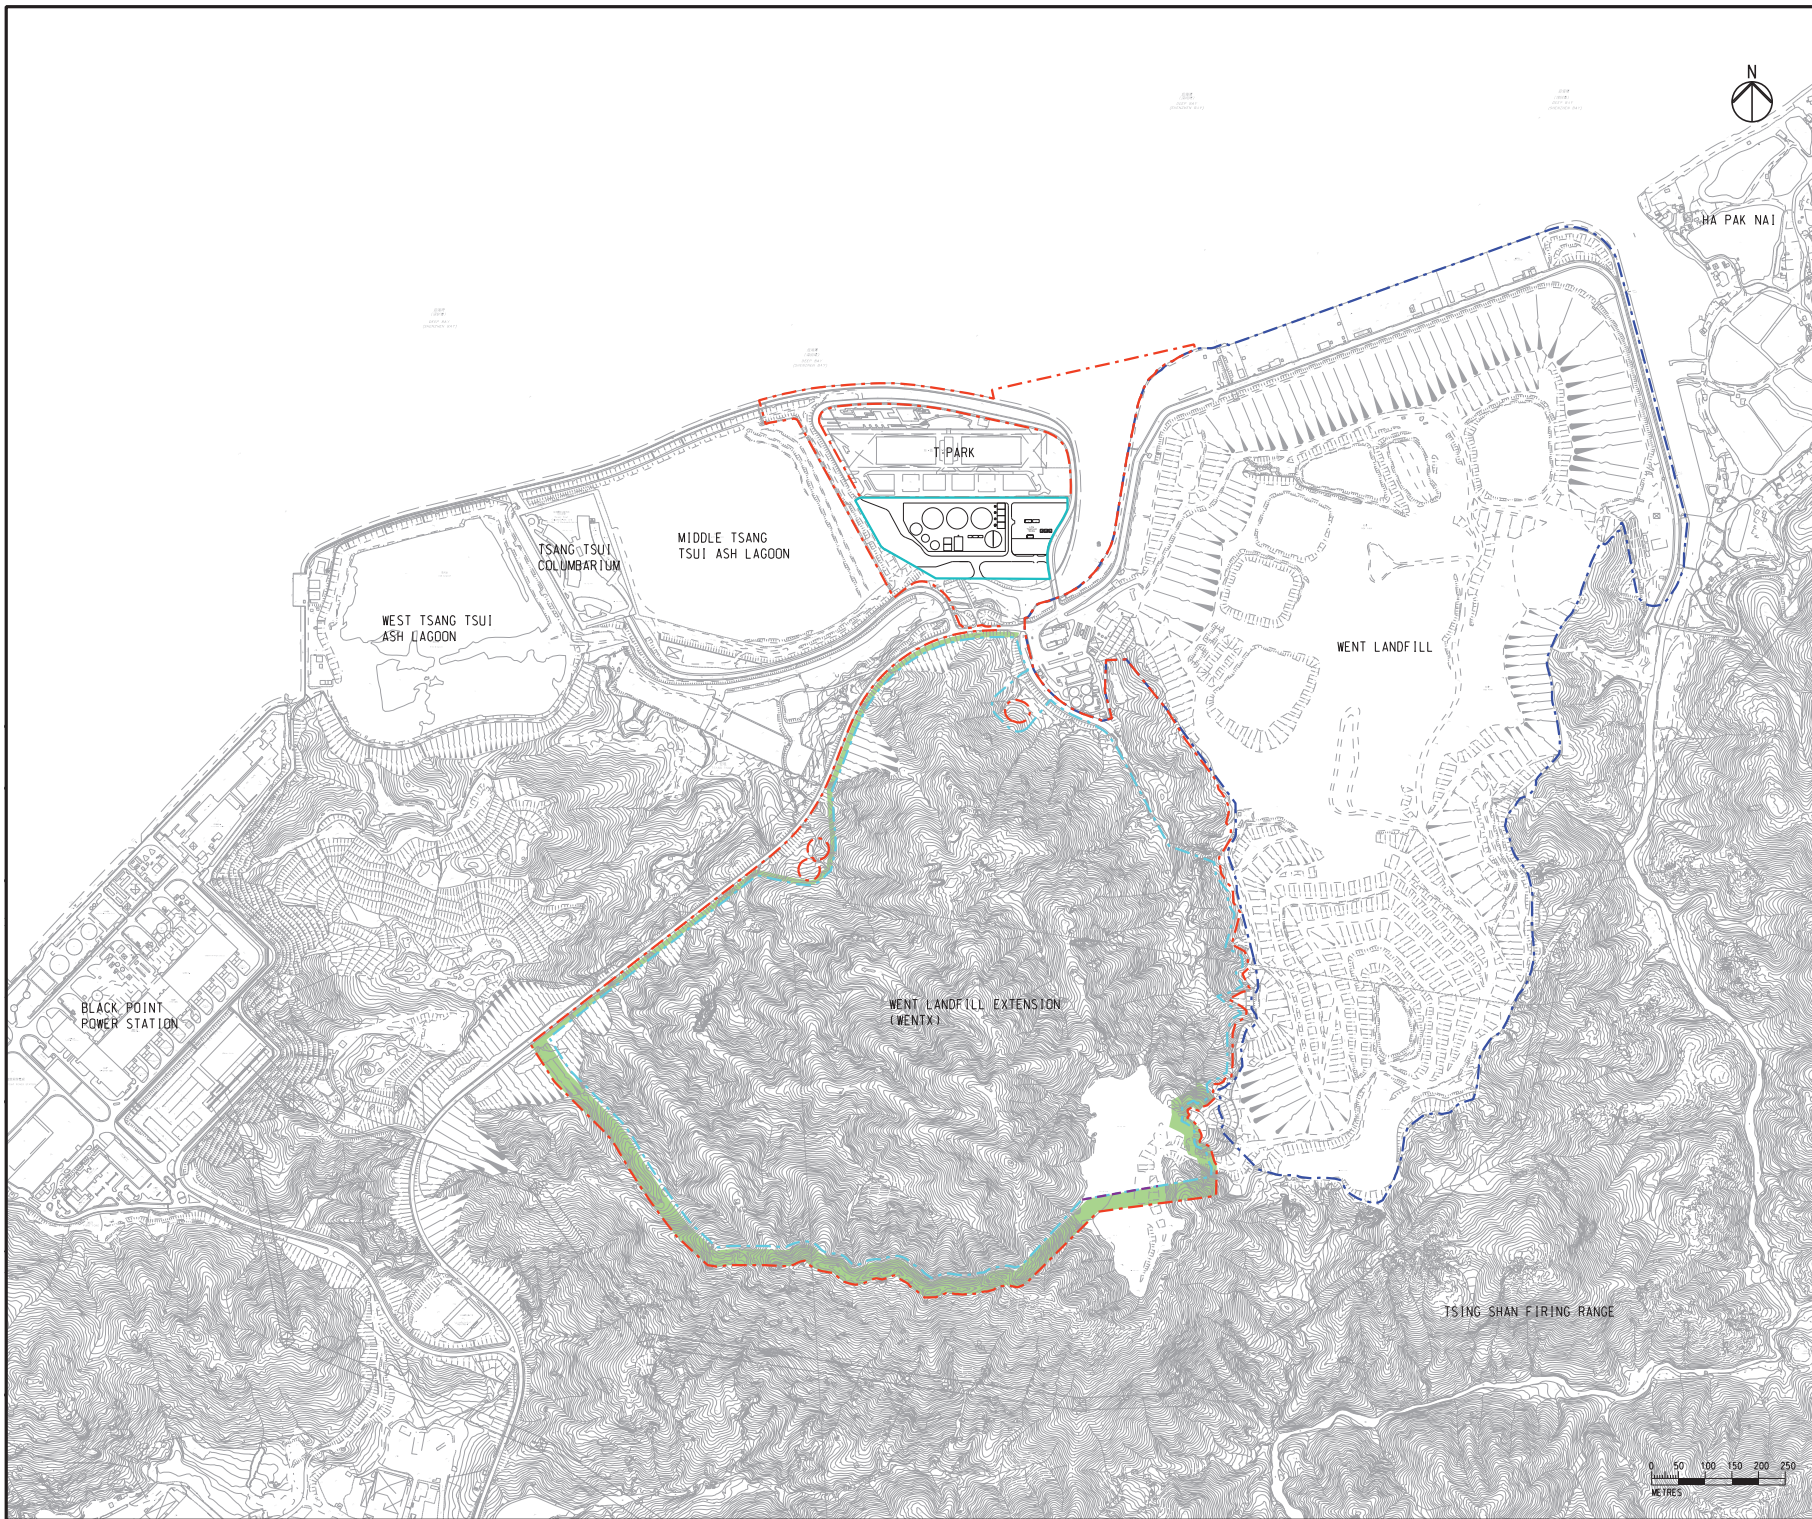 N
HA PAK NAI
T-PARK
TSANG TSUI
COLUMBARIUM
MIDDLE TSANG
TSUI ASH LAGOON
WEST TSANG TSUI
ASH LAGOON
WENT LANDFILL
BLACK POINT
POWER STATION
WENT LANDFILL EXTENSION
(WENTX)
TSING SHAN FIRING RANGE
0 50 100 150 200 250
METRES